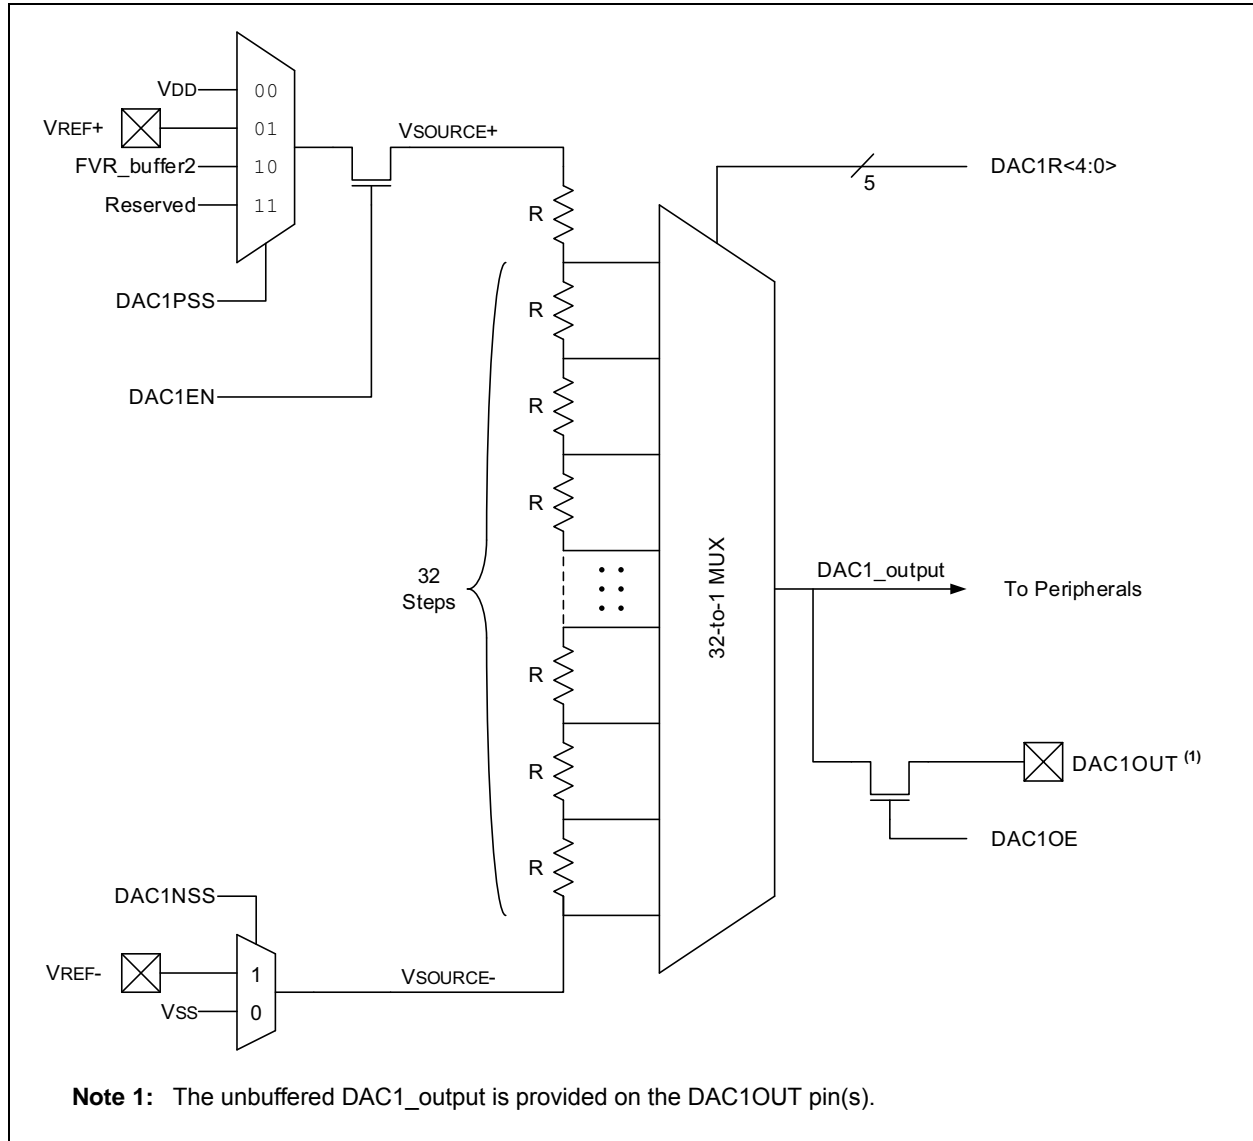 VDD
00
VREF+
01
FVR_buffer2
10
Reserved
11
VSOURCE+
DAC1R<4:0>
5
R
DAC1PSS
R
DAC1EN
R
R
32
Steps
32-to-1 MUX
DAC1_output
To Peripherals
R
R
DAC1OUT (1)
DAC1OE
R
DAC1NSS
VREF-
1
VSOURCE-
VSS
0
Note 1: The unbuffered DAC1_output is provided on the DAC1OUT pin(s).